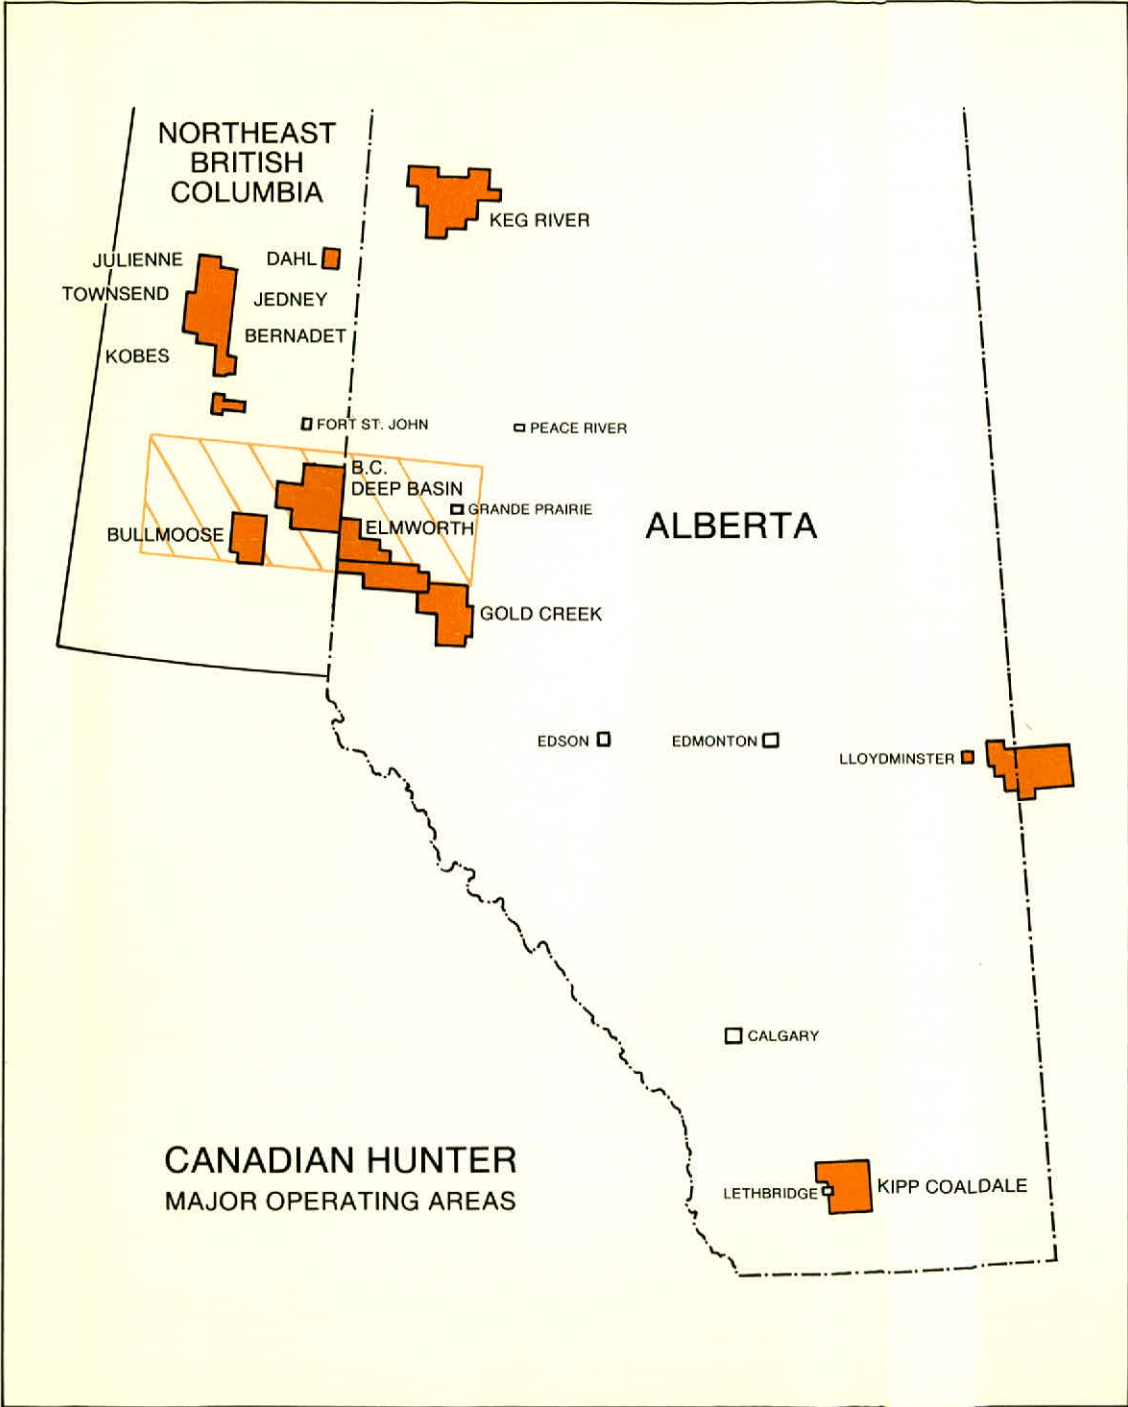 NORTHEAST
BRITISH
COLUMBIA
KEG RIVER
JULIENNE
DAHL
TOWNSEND
JEDNEY
BERNADET
KOBES
FORT ST. JOHN
PEACE RIVER
B.C.
DEEP BASIN
GRANDE PRAIRIE
ELMWORTH
ALBERTA
BULLMOOSE
GOLD CREEK
EDSON
EDMONTON
LLOYDMINSTER
CALGARY
CANADIAN HUNTER
MAJOR OPERATING AREAS
LETHBRIDGE
KIPP COALDALE